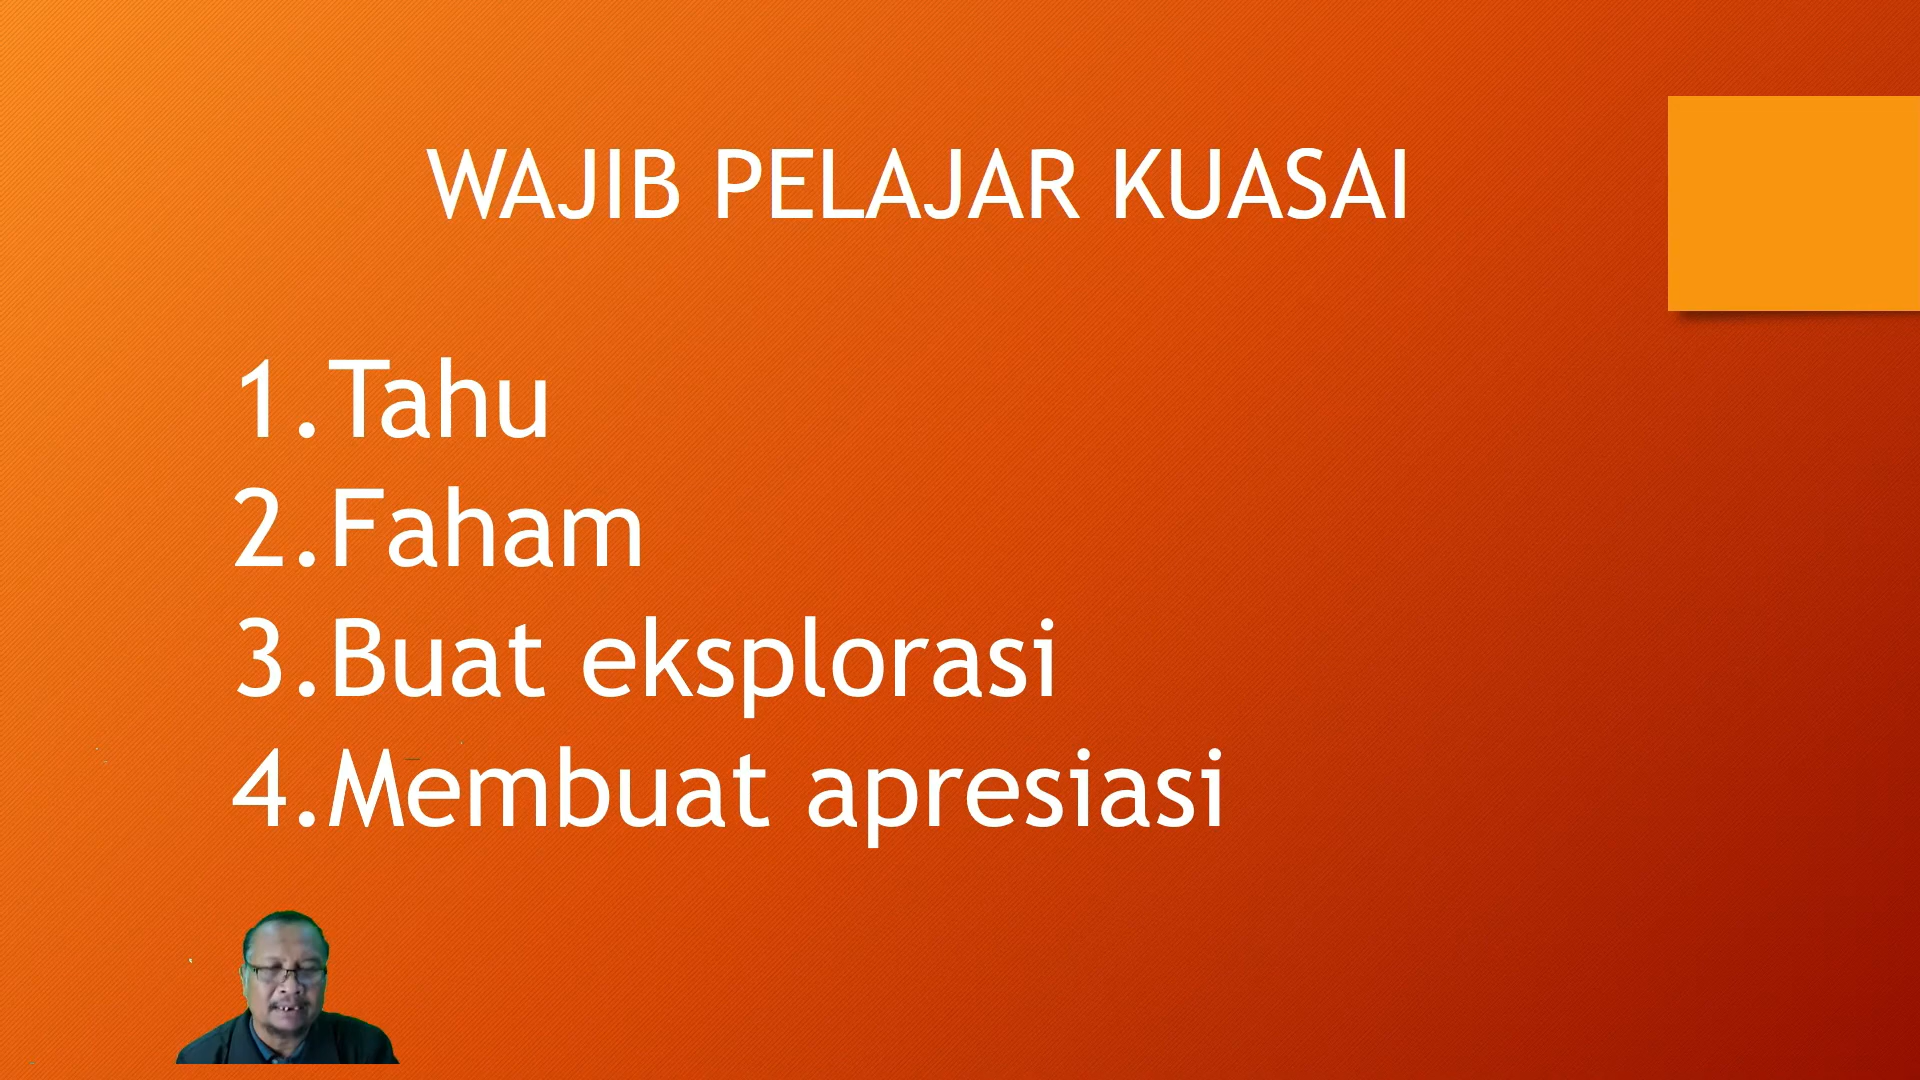 WAJIB PELAJAR KUASAI
1.Tahu
2.Faham
3.Buat eksplorasi
4.Membuat apresiasi